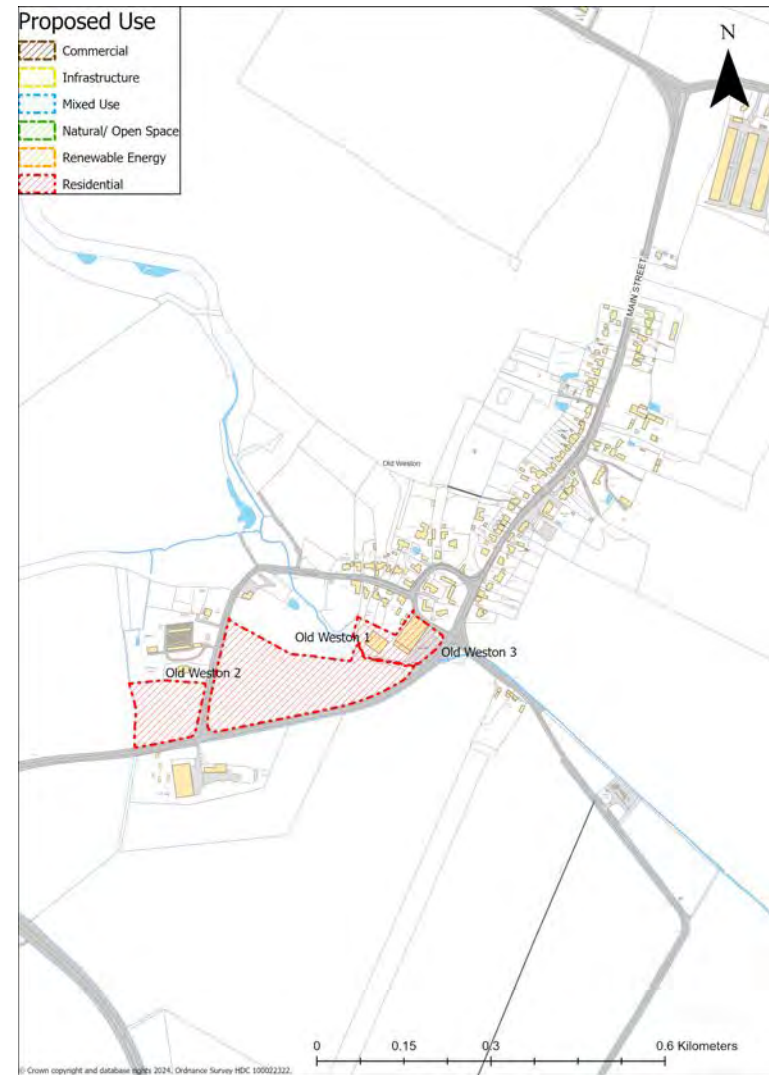 Proposed Use
Commercial
Infrastructure
Mixed Use
Natural/ Open Space
Renewable Energy
Residential
N
MAIN STREET
Old Weston
Old Weston 1
Old Weston 3
Old Weston 2
0 0.15 0.3 0.6 Kilometers
© Crown copyright and database rights 2024, Ordnance Survey HDC 100022322.